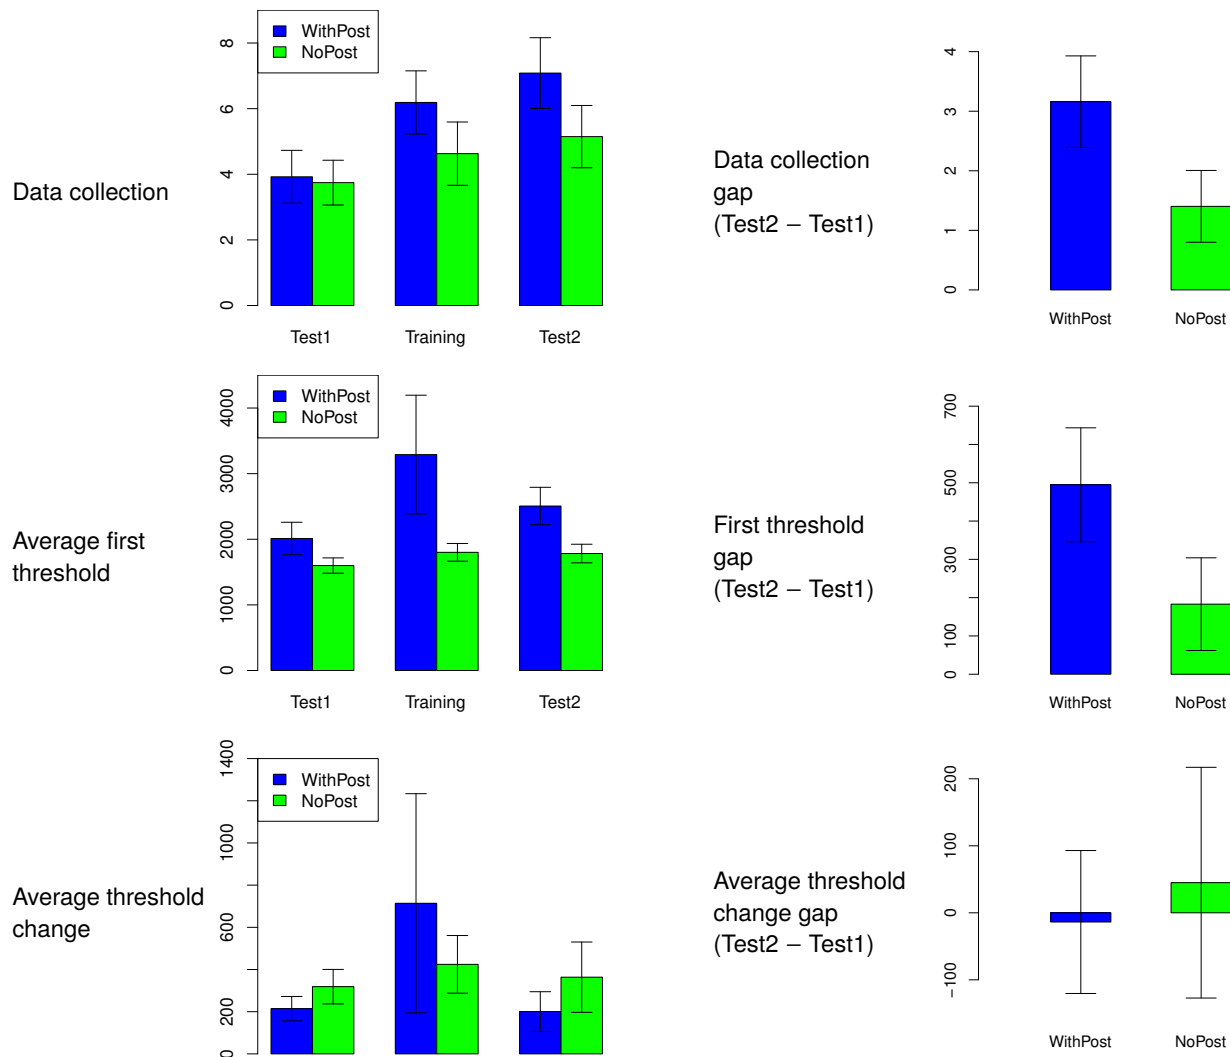 WithPost
NoPost
8
6
4
2
0
Data collection
Test1
Training
Test2
4
3
2
1
0
Data collection
gap
(Test2 − Test1)
WithPost
NoPost
WithPost
NoPost
4000
3000
2000
1000
0
Average first
threshold
Test1
Training
Test2
700
500
300
100
0
First threshold
gap
(Test2 − Test1)
WithPost
NoPost
WithPost
NoPost
1400
1000
600
200
0
Average threshold
change
200
100
0
−100
Average threshold
change gap
(Test2 − Test1)
WithPost
NoPost